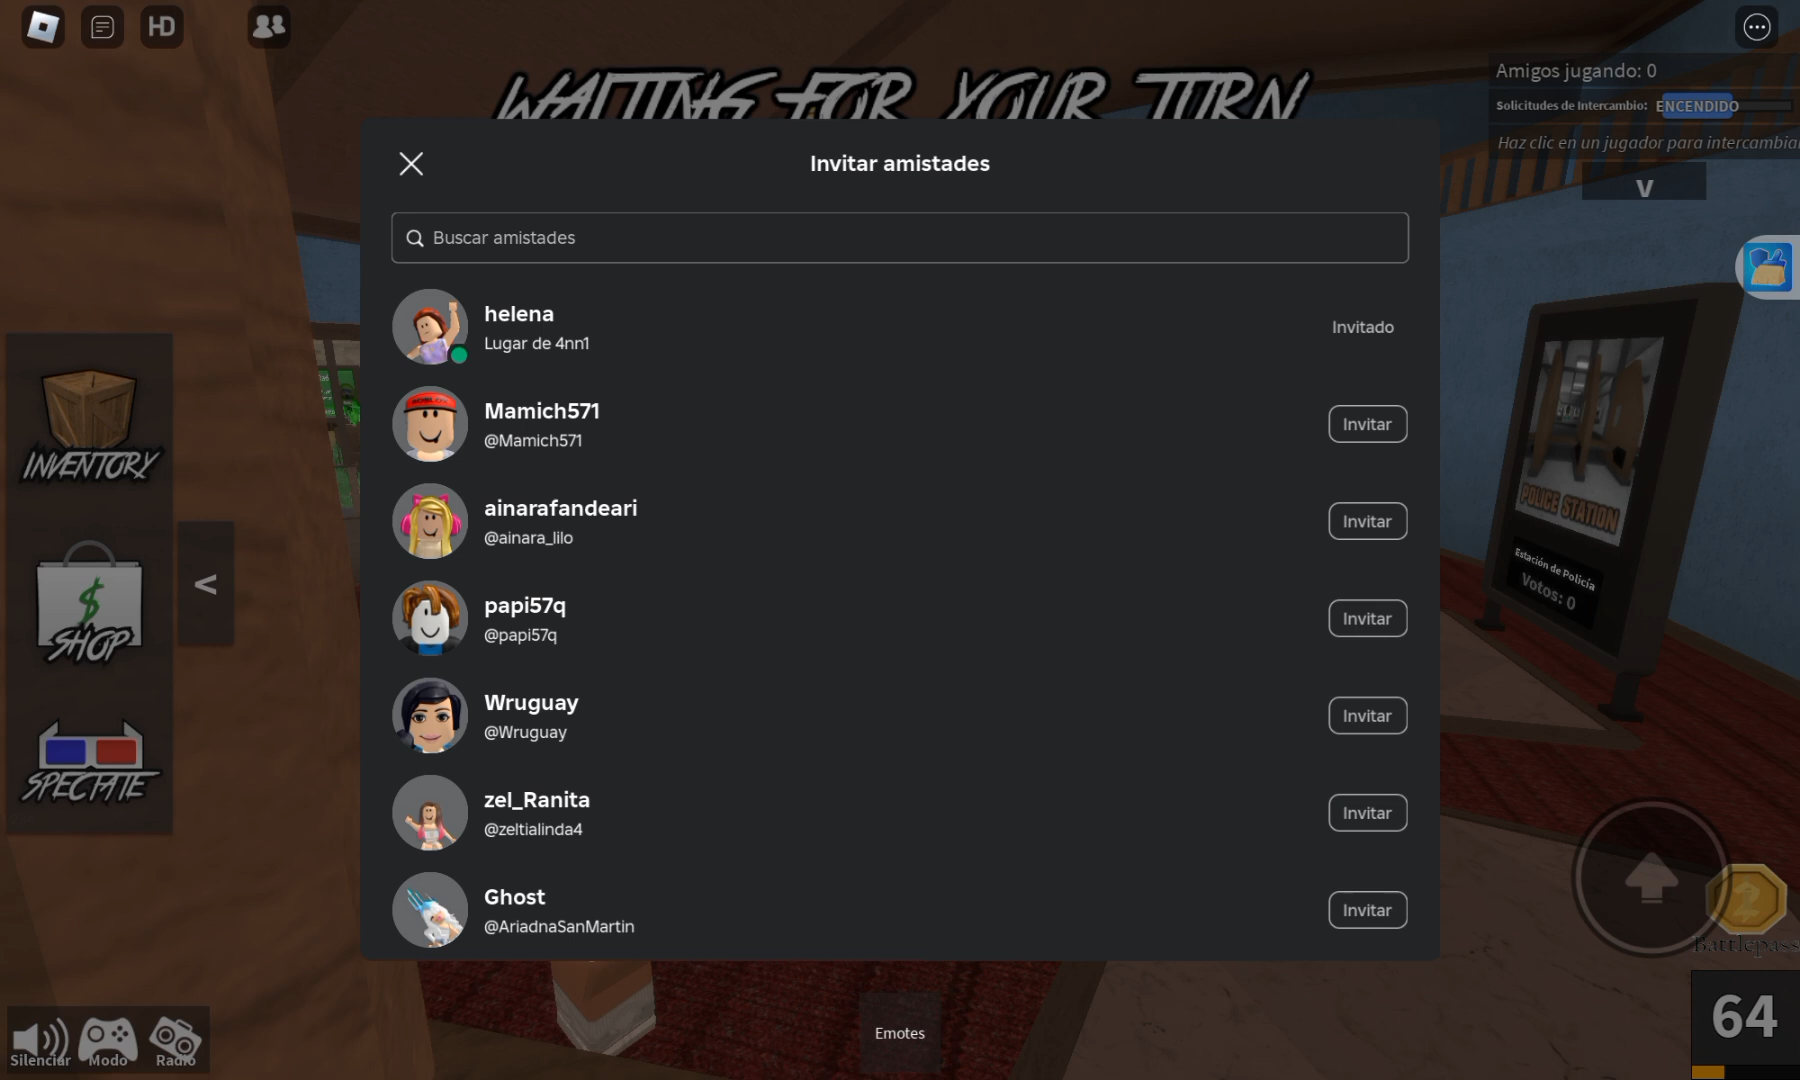 HD
WAITING FOR YOUR TURN
Amigos jugando: 0
Solicitudes de Intercambio: ENCENDIDO
Haz clic en un jugador para intercambiar
V
Invitar amistades
Buscar amistades
helena
Lugar de 4nn1
Invitado
ROBLOX
Mamich571
@Mamich571
Invitar
ainarafandeari
@ainara_lilo
Invitar
papi57q
@papi57q
Invitar
Wruguay
@Wruguay
Invitar
zel_Ranita
@zeltialinda4
Invitar
Ghost
@AriadnaSanMartin
Invitar
INVENTORY
$
SHOP
<
SPECTATE
POLICE STATION
Estación de Policía
Votos: 0
2
Battlepass
64
Silenciar
Modo
Radio
Emotes